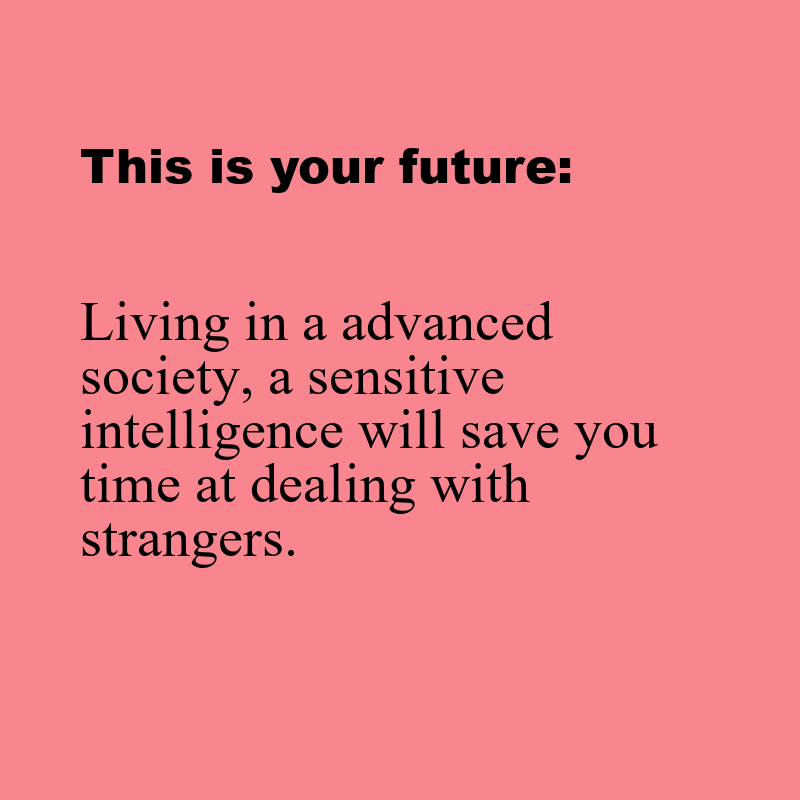 This is your future:
Living in a advanced
society, a sensitive
intelligence will save you
time at dealing with
strangers.